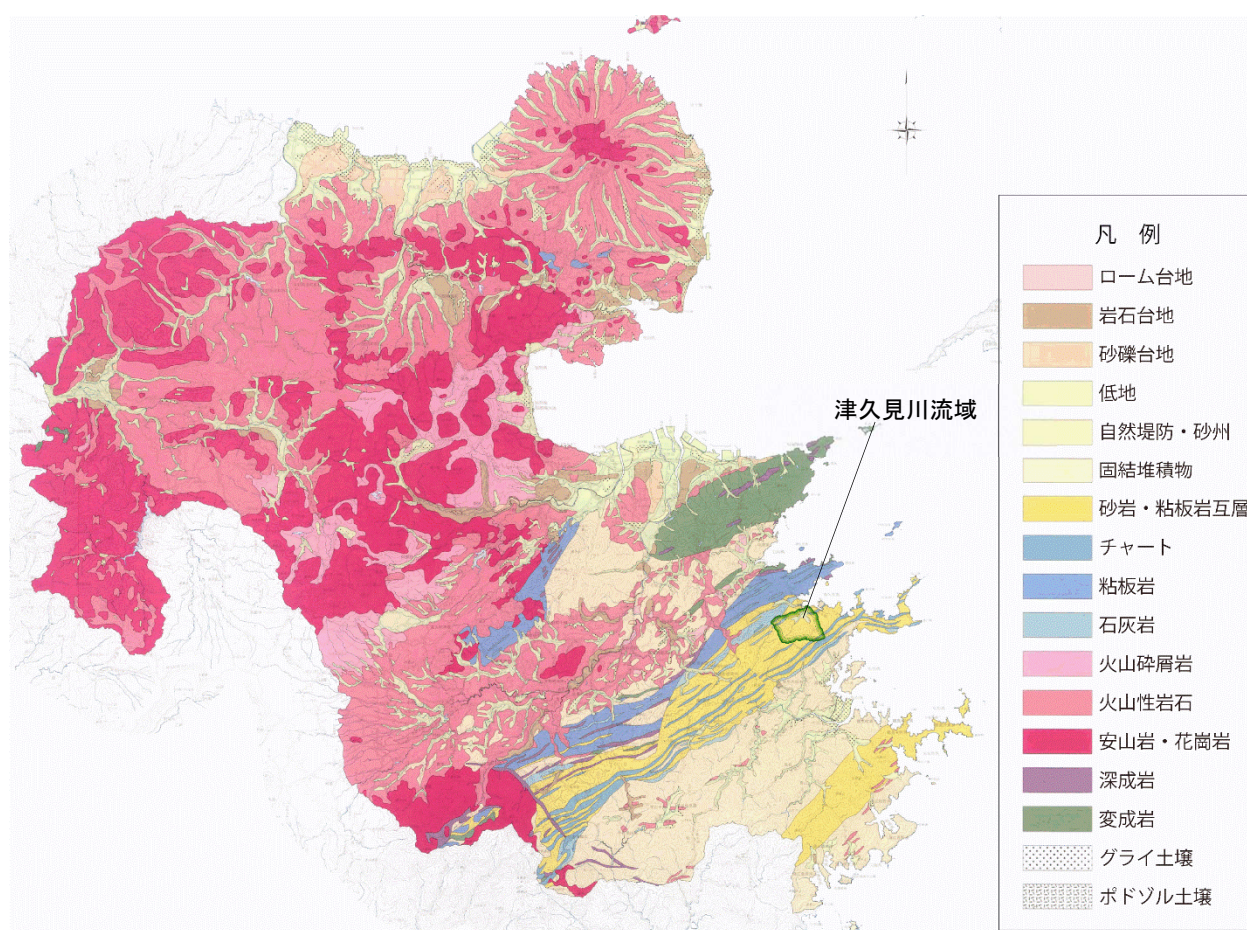 津久見川流域
凡 例
ローム台地
岩石台地
砂礫台地
低地
自然堤防・砂州
固結堆積物
砂岩・粘板岩互層
チャート
粘板岩
石灰岩
火山砕屑岩
火山性岩石
安山岩・花崗岩
深成岩
変成岩
グライ土壌
ポドゾル土壌